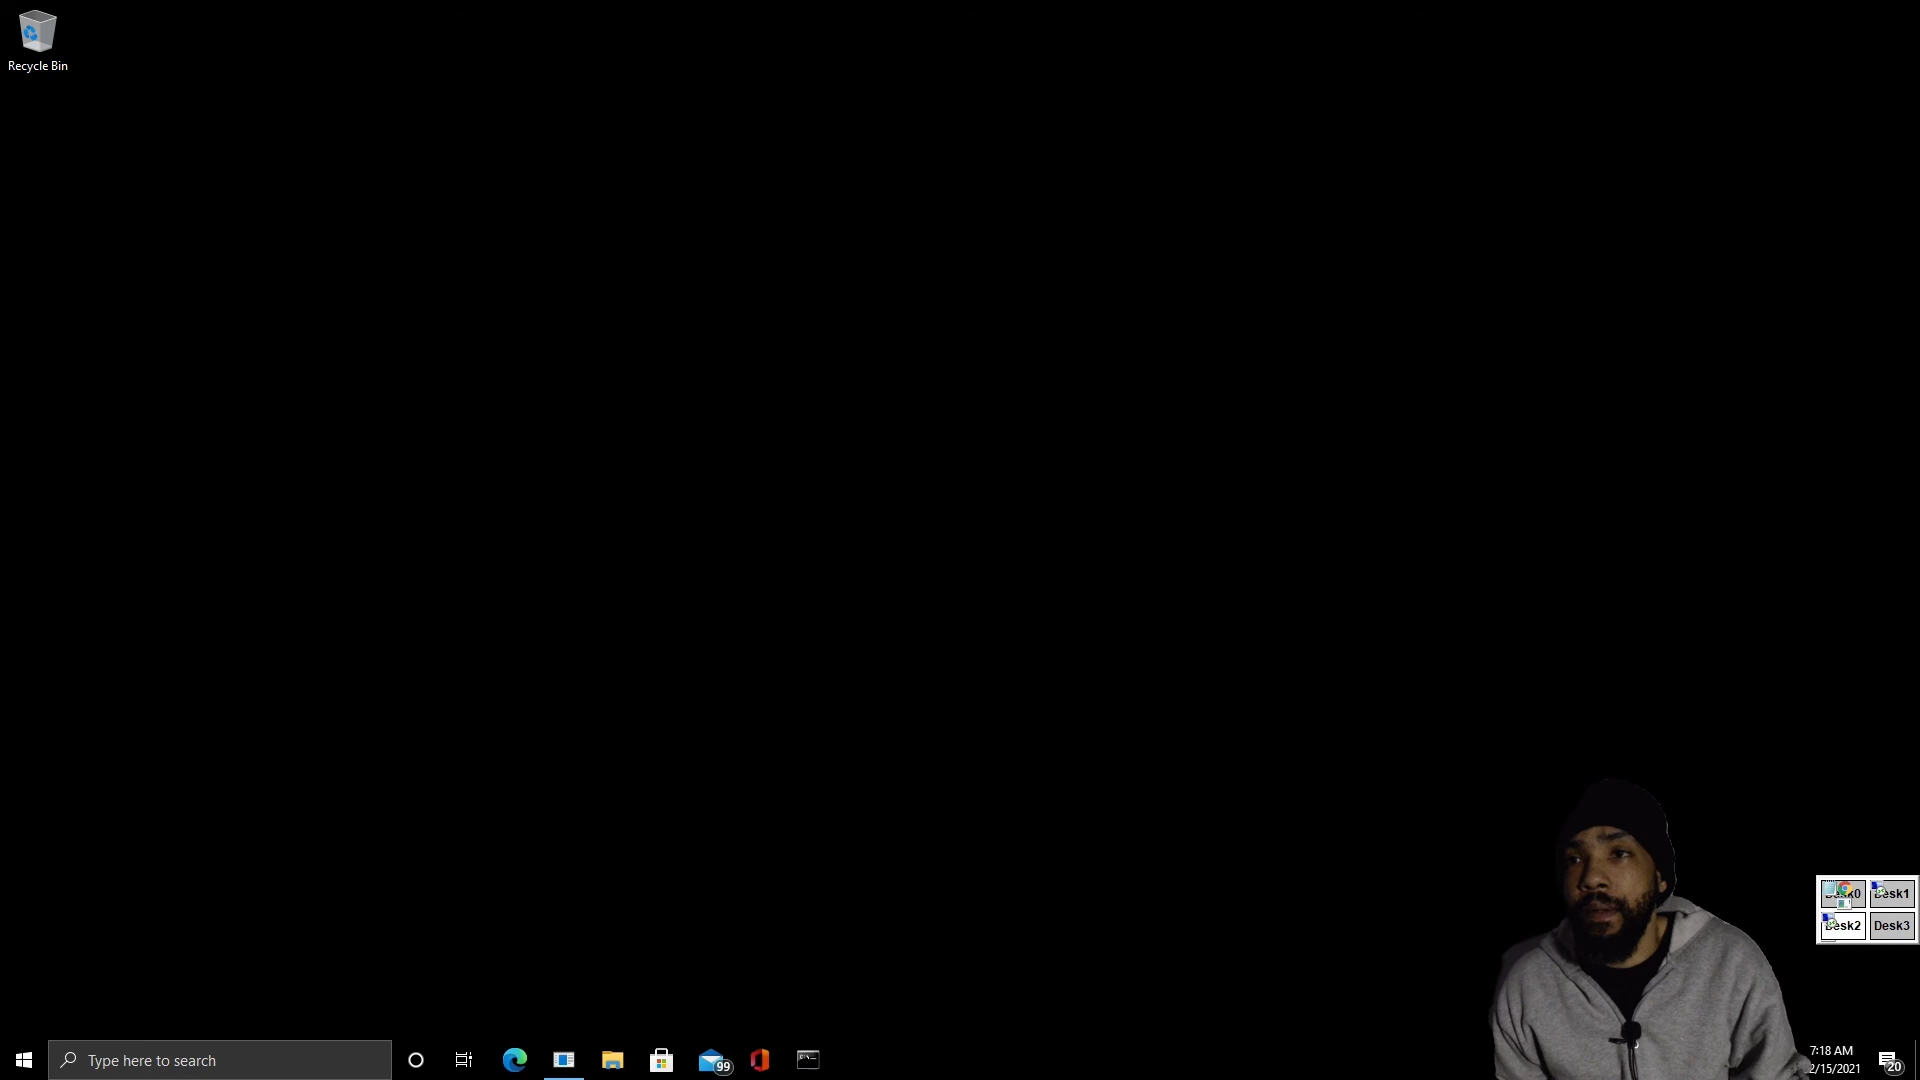 Recycle Bin
Desk1
Desk2
Desk3
Type here to search
99
7:18 AM
2/15/2021
20